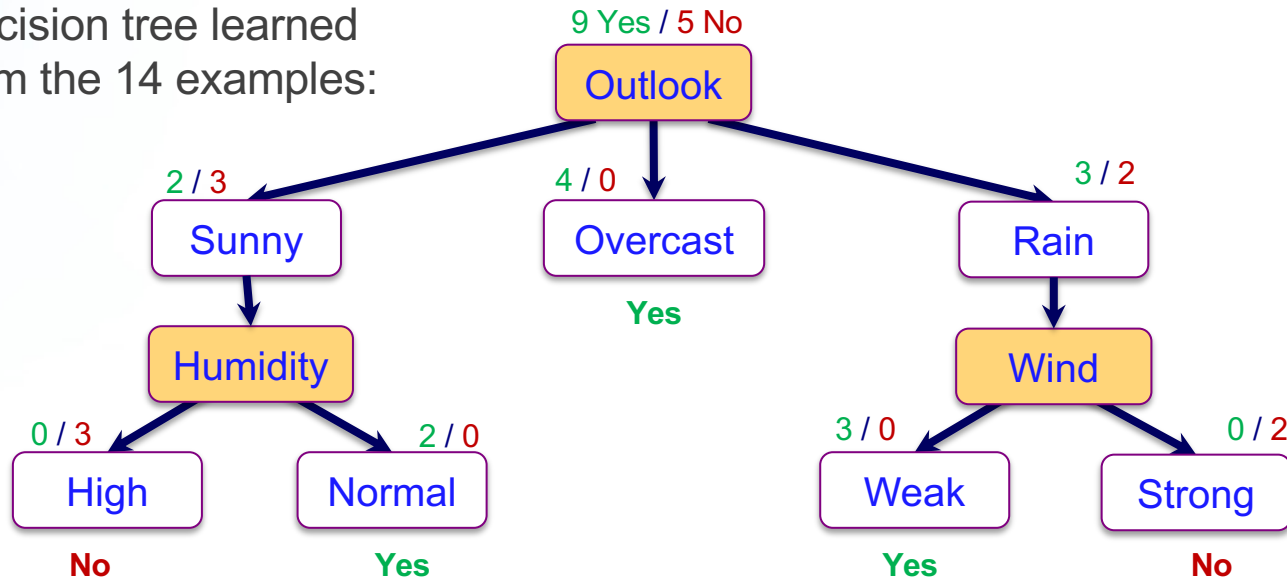 cision tree learned
m the 14 examples:
9 Yes / 5 No
Outlook
2 / 3
4 / 0
3 / 2
Sunny
Overcast
Rain
Yes
Humidity
Wind
0 / 3
2 / 0
3 / 0
0 / 2
High
Normal
Weak
Strong
No
Yes
Yes
No